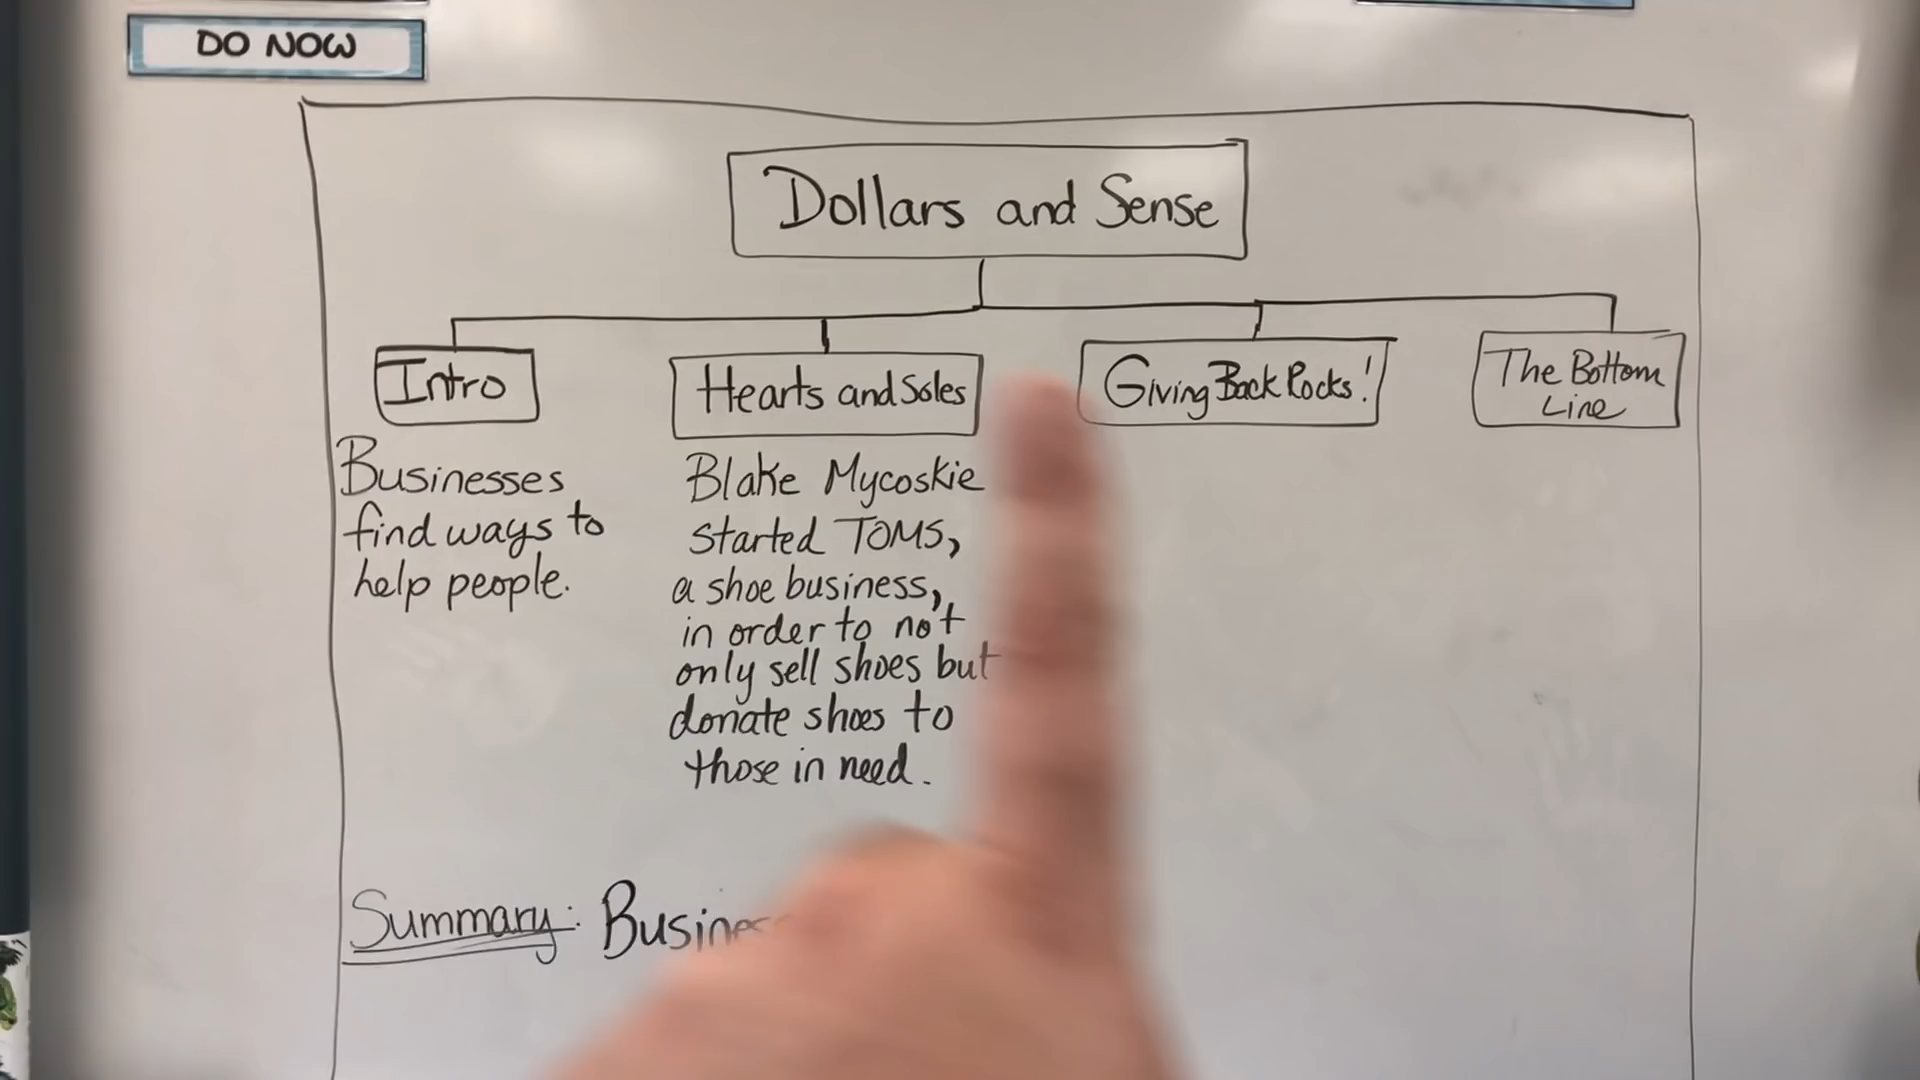 DO NOW
Dollars and Sense
Intro
Businesses
find ways to
help people.
Hearts and Soles
Blake Mycoskie
started TOMS,
a shoe business,
in order to not
only sell shoes but
donate shoes to
those in need.
Giving Back Rocks!
The Bottom
Line
Summary: